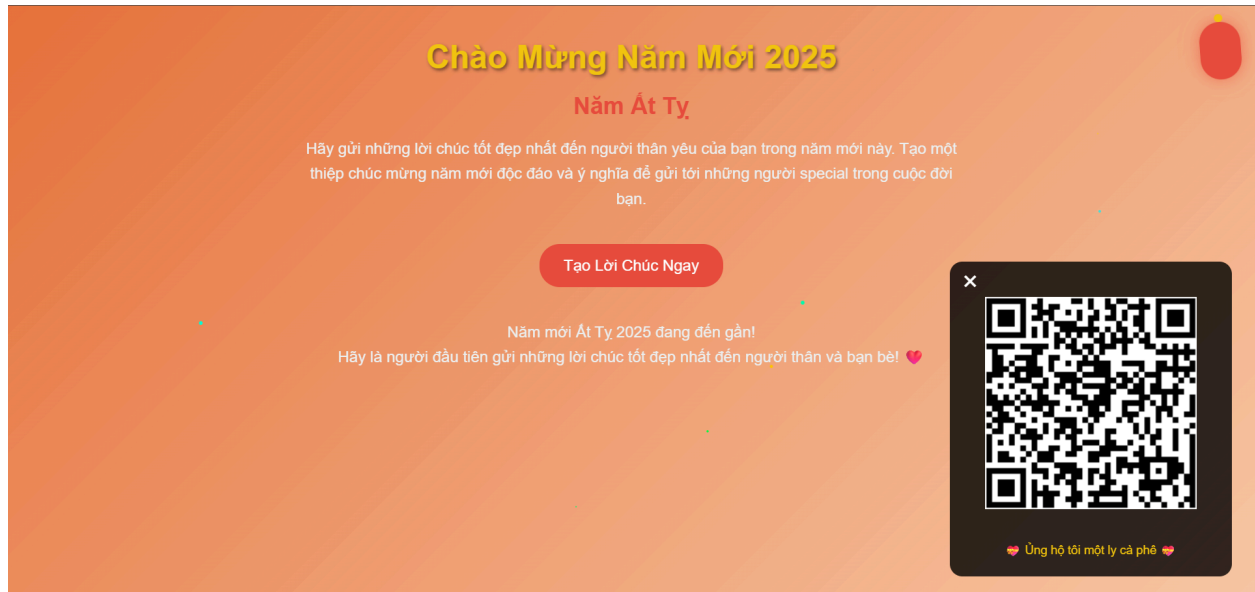 Chào Mừng Năm Mới 2025
Năm Ất Tỵ
Hãy gửi những lời chúc tốt đẹp nhất đến người thân yêu của bạn trong năm mới này. Tạo một
thiệp chúc mừng năm mới độc đáo và ý nghĩa để gửi tới những người special trong cuộc đời
bạn.
Tạo Lời Chúc Ngay
Năm mới Ất Tỵ 2025 đang đến gần!
Hãy là người đầu tiên gửi những lời chúc tốt đẹp nhất đến người thân và bạn bè! 💖
💝 Ủng hộ tôi một ly cà phê 💝